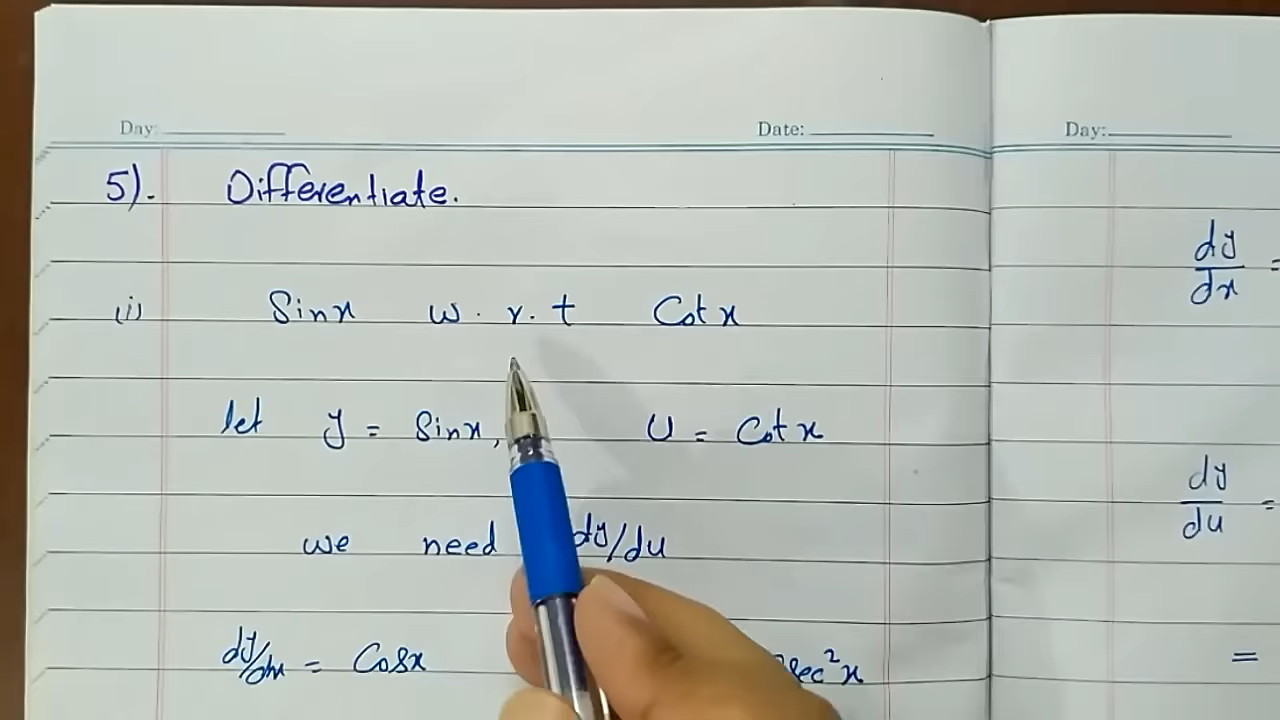 Day:
Date:
5). Differentiate.
(i) Sinx w.r.t Cotx
let y = Sinx, U = Cotx
we need dy/du
dy/dx = Cosx sec²x
Day:
dy/dx =
dy/du =
=